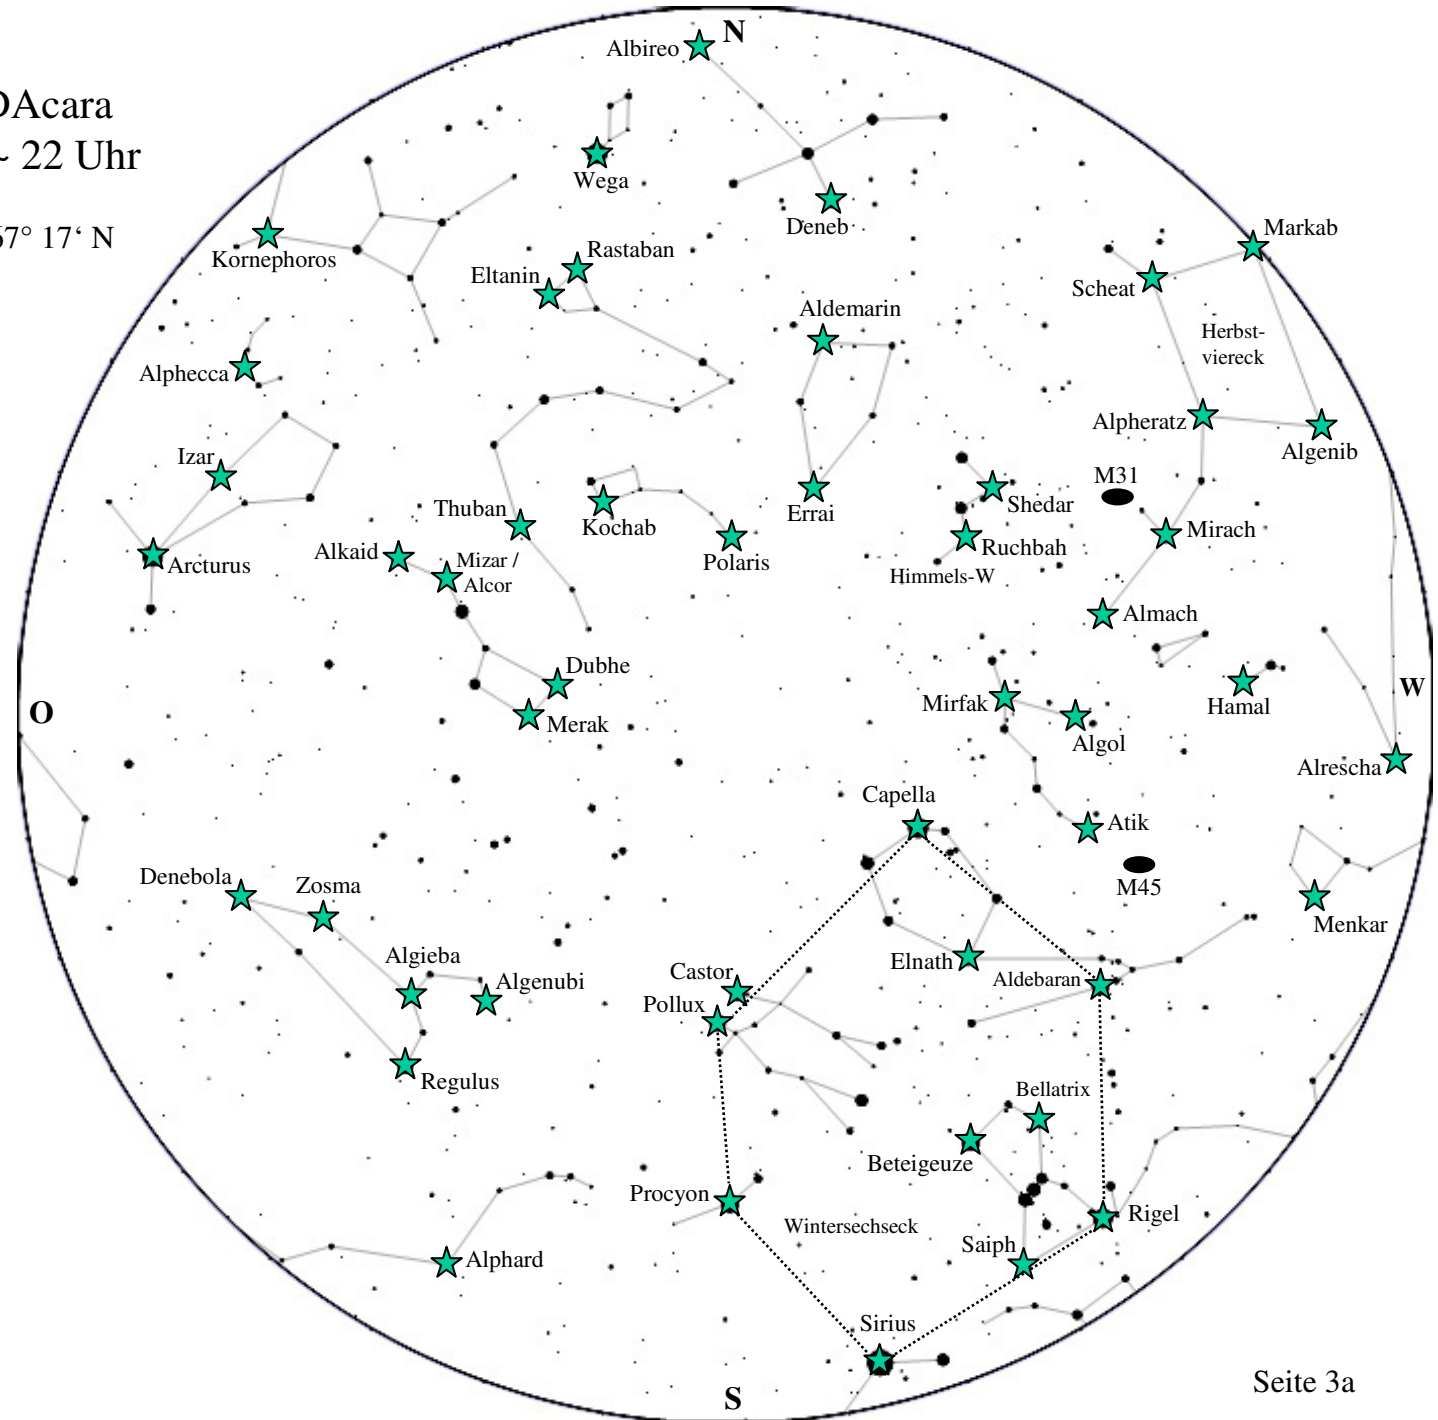 N
Albireo
Acara
~ 22 Uhr
Wega
Deneb
67° 17‘ N
Markab
Kornephoros
Rastaban
Eltanin
Scheat
Aldemarin
Herbst-
viereck
Alphecca
Alpheratz
Algenib
Izar
M31
Thuban
Kochab
Errai
Shedar
Alkaid
Mizar /
Alcor
Polaris
Ruchbah
Mirach
Arcturus
Himmels-W
Almach
Dubhe
Mirfak
Hamal
W
O
Merak
Algol
Alrescha
Capella
Atik
Denebola
Zosma
M45
Menkar
Algieba
Elnath
Algenubi
Castor
Aldebaran
Pollux
Regulus
Bellatrix
Beteigeuze
Procyon
Wintersechseck
Rigel
Saiph
Alphard
Sirius
Seite 3a
S